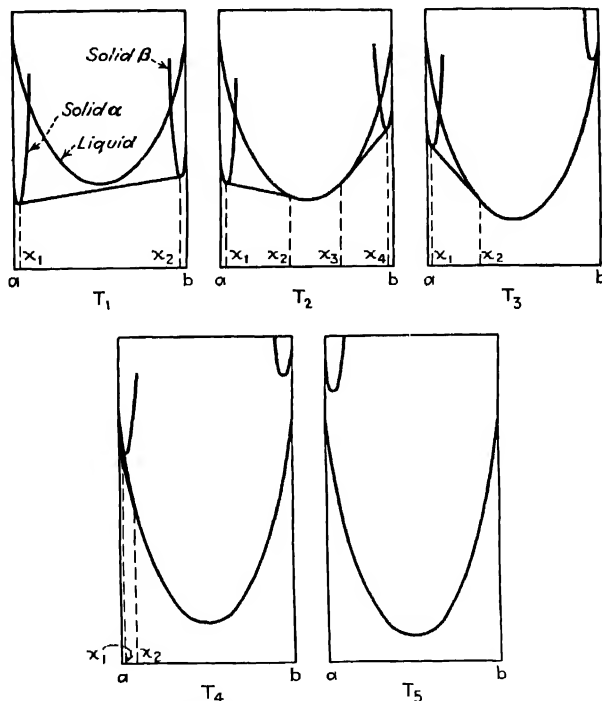 Solid β
Solid α
Liquid
x₁ x₂
a b
T₁
x₁ x₂ x₃ x₄
a b
T₂
x₁ x₂
a b
T₃
x₁ x₂
a b
T₄
a b
T₅